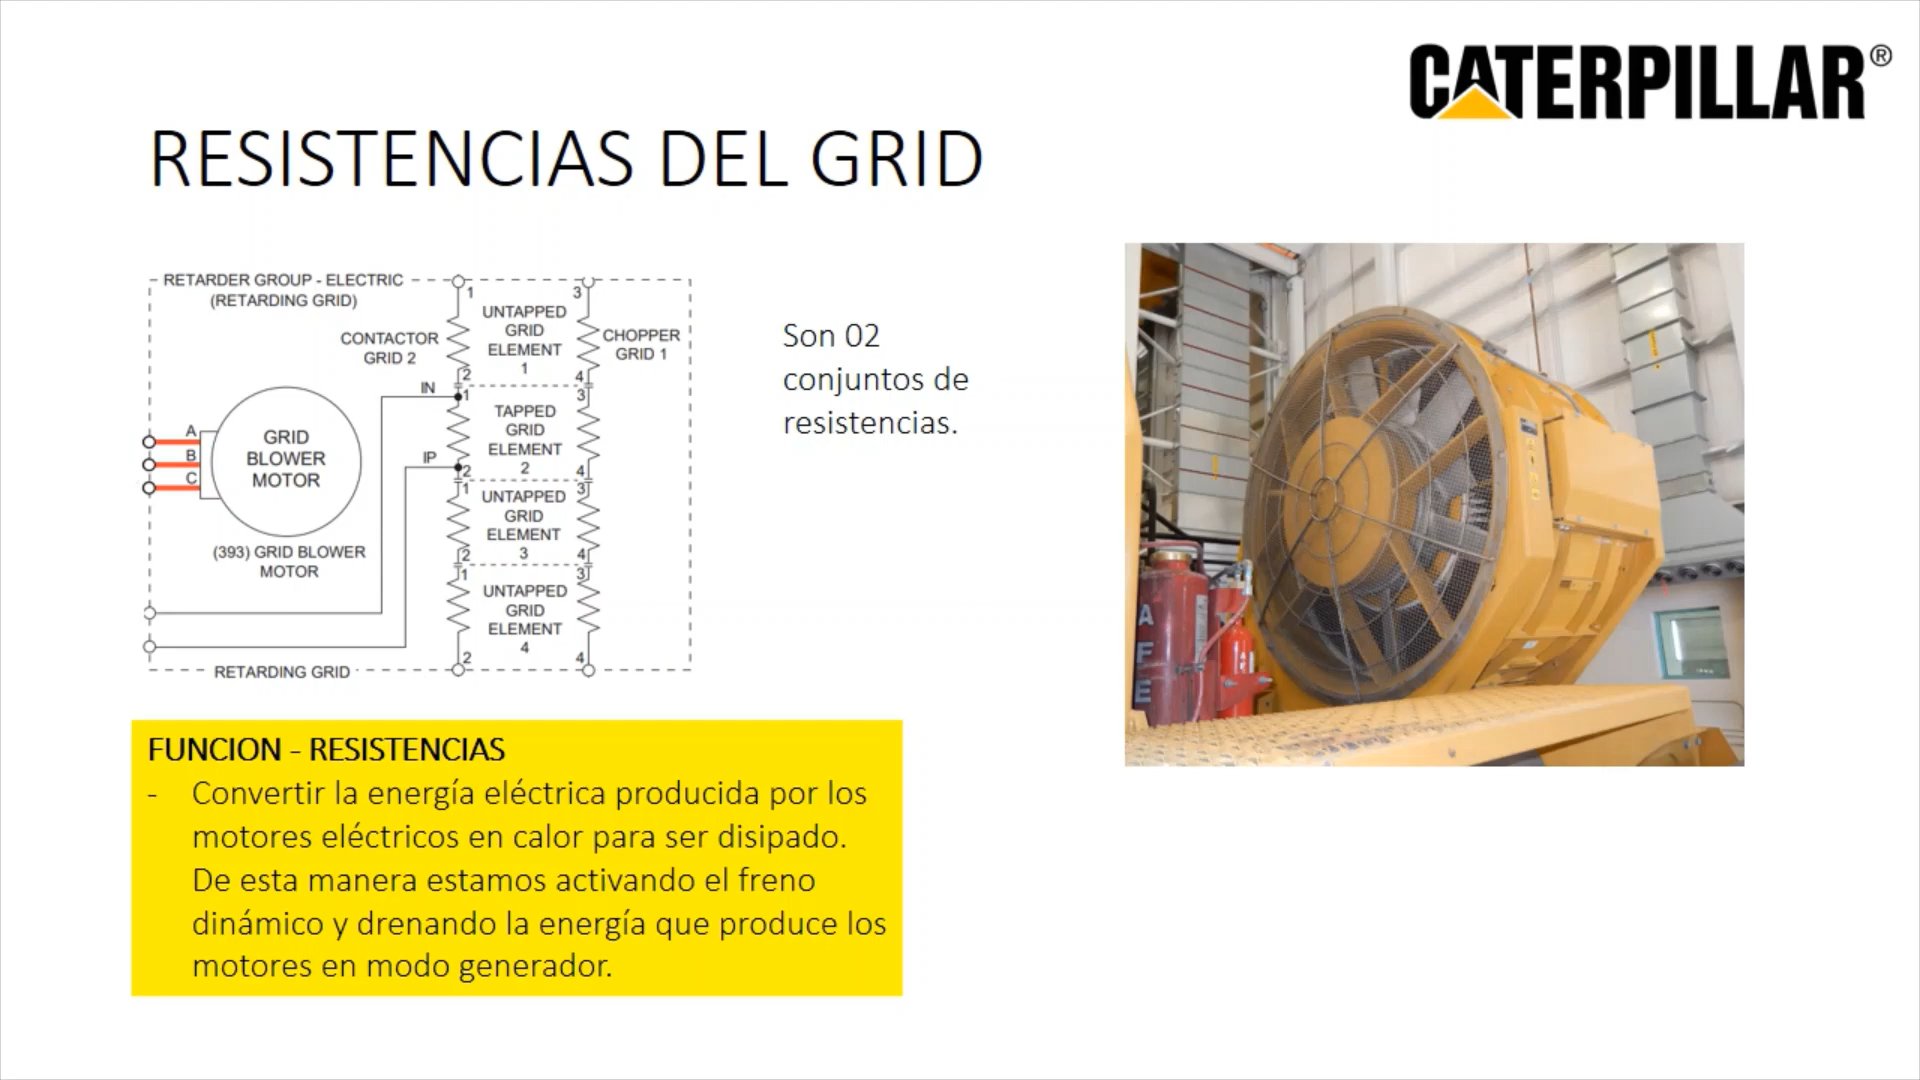 CATERPILLAR®
RESISTENCIAS DEL GRID
RETARDER GROUP - ELECTRIC
(RETARDING GRID)
1
3
UNTAPPED
GRID
ELEMENT
1
CONTACTOR
GRID 2
CHOPPER
GRID 1
2
4
IN
1
3
TAPPED
GRID
ELEMENT
2
A
B
C
GRID
BLOWER
MOTOR
IP
2
4
1
3
UNTAPPED
GRID
ELEMENT
3
(393) GRID BLOWER
MOTOR
2
4
1
3
UNTAPPED
GRID
ELEMENT
4
2
4
RETARDING GRID
Son 02
conjuntos de
resistencias.
A
F
E
FUNCION - RESISTENCIAS
- Convertir la energía eléctrica producida por los
motores eléctricos en calor para ser disipado.
De esta manera estamos activando el freno
dinámico y drenando la energía que produce los
motores en modo generador.